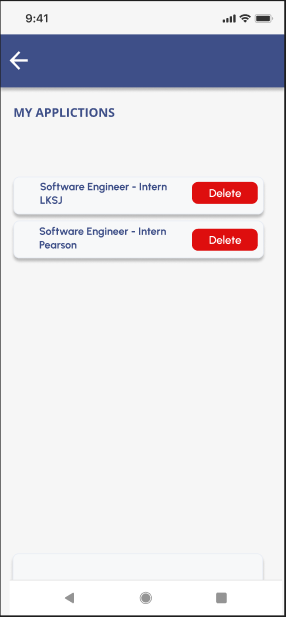 9:41
MY APPLICTIONS
Software Engineer - Intern
LKSJ
Delete
Software Engineer - Intern
Pearson
Delete